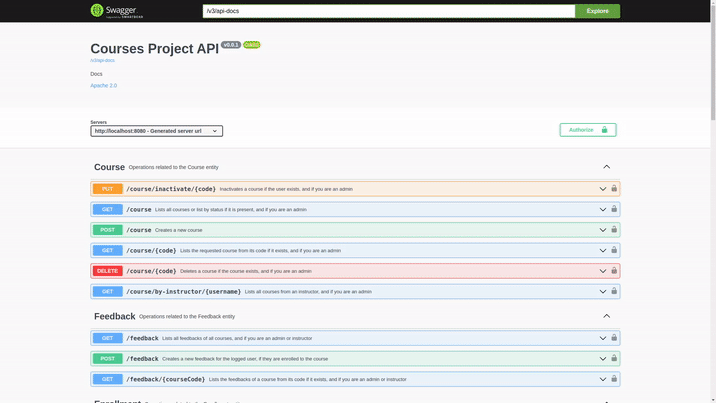 Swagger
/v3/api-docs
Explore
Courses Project API v0.0.1
/v3/api-docs
Docs
Apache 2.0
Servers
http://localhost:8080 - Generated server url
Authorize
Course Operations related to the Course entity
PUT /course/inactivate/{code} Inactivates a course if the user exists, and if you are an admin
GET /course Lists all courses or list by status if it is present, and if you are an admin
POST /course Creates a new course
GET /course/{code} Lists the requested course from its code if it exists, and if you are an admin
DELETE /course/{code} Deletes a course if the course exists, and if you are an admin
GET /course/by-instructor/{username} Lists all courses from an instructor, and if you are an admin
Feedback Operations related to the Feedback entity
GET /feedback Lists all feedbacks of all courses, and if you are an admin or instructor
POST /feedback Creates a new feedback for the logged user, if they are enrolled to the course
GET /feedback/{courseCode} Lists the feedbacks of a course from its code if it exists, and if you are an admin or instructor